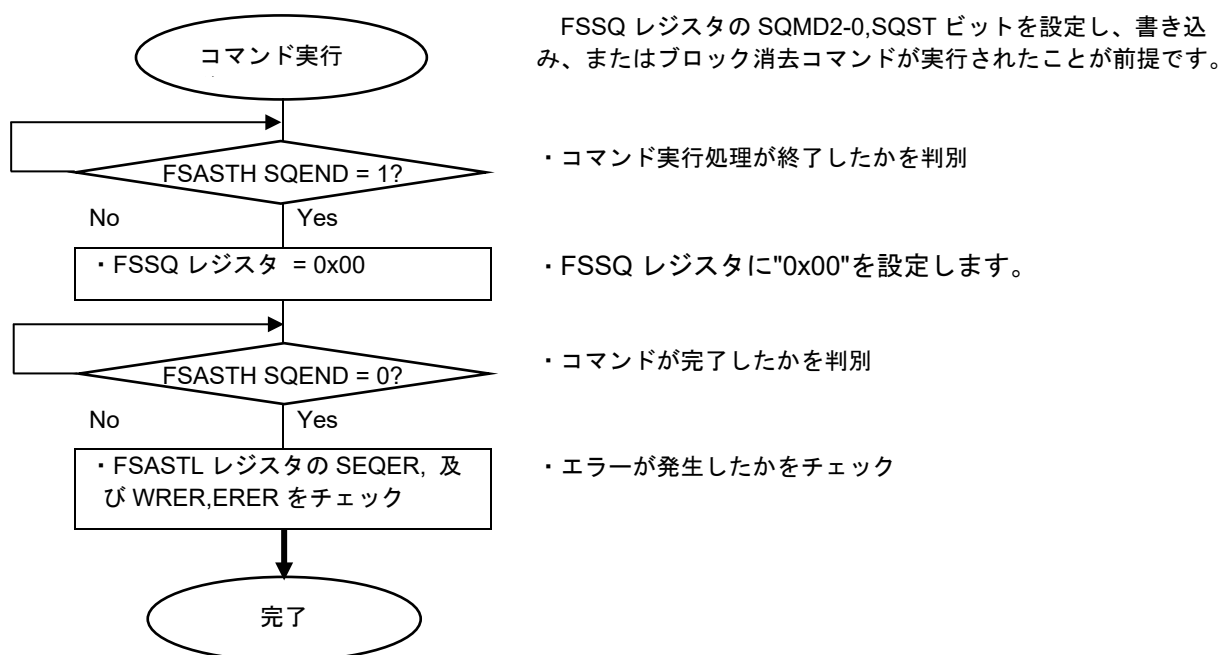 コマンド実行
FSSQ レジスタの SQMD2-0,SQST ビットを設定し、書き込
み、またはブロック消去コマンドが実行されたことが前提です。
FSASTH SQEND = 1?
・コマンド実行処理が終了したかを判別
No Yes
・FSSQ レジスタ = 0x00
・FSSQ レジスタに"0x00"を設定します。
FSASTH SQEND = 0?
・コマンドが完了したかを判別
No Yes
・FSASTL レジスタの SEQER, 及
び WRER,ERER をチェック
・エラーが発生したかをチェック
完了